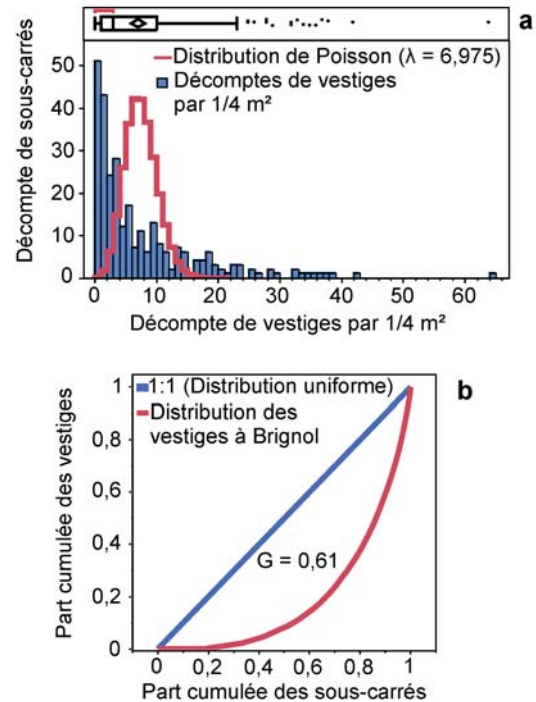 a
Distribution de Poisson (λ = 6,975)
Décomptes de vestiges
par 1/4 m²
Décompte de sous-carrés
50
40
30
20
10
0
0 20 40 60
Décompte de vestiges par 1/4 m²
b
1:1 (Distribution uniforme)
Distribution des
vestiges à Brignol
Part cumulée des vestiges
1
0,8
0,6
0,4
0,2
0
G = 0,61
0 0,2 0,4 0,6 0,8 1
Part cumulée des sous-carrés